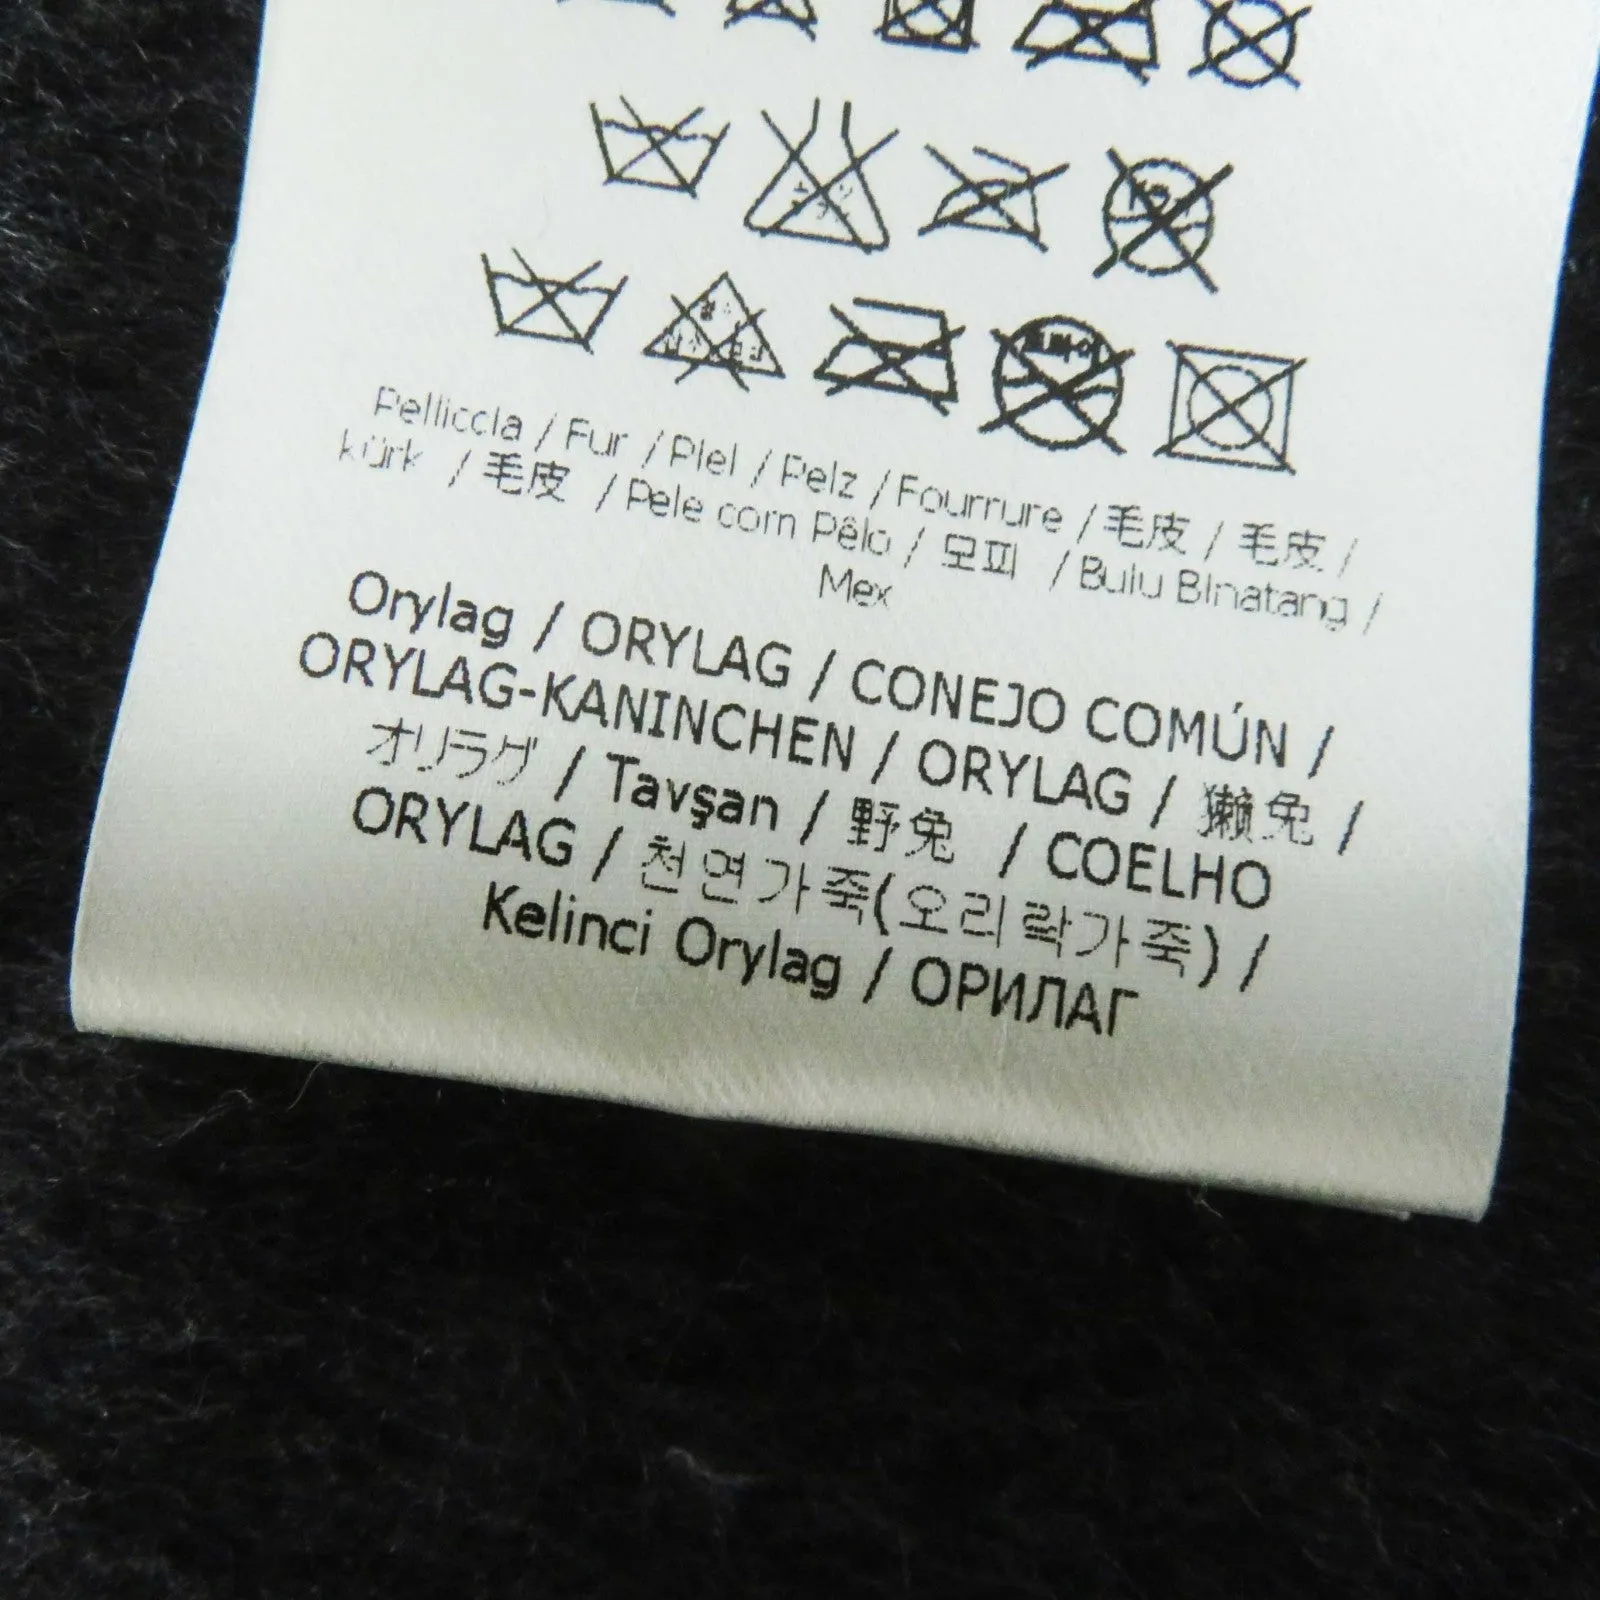 Pelliccia / Fur / Piel / Pelz / Fourrure / 毛皮 / 毛皮 /
kürk / 毛皮 / Pele com Pêlo / 모피 / Bulu Binatang /
Mex
Orylag / ORYLAG / CONEJO COMÚN /
ORYLAG-KANINCHEN / ORYLAG / 獭兔 /
オリラグ / Tavşan / 野兔 / COELHO
ORYLAG / 천연가죽(오리락가죽) /
Kelinci Orylag / ОРИЛАГ